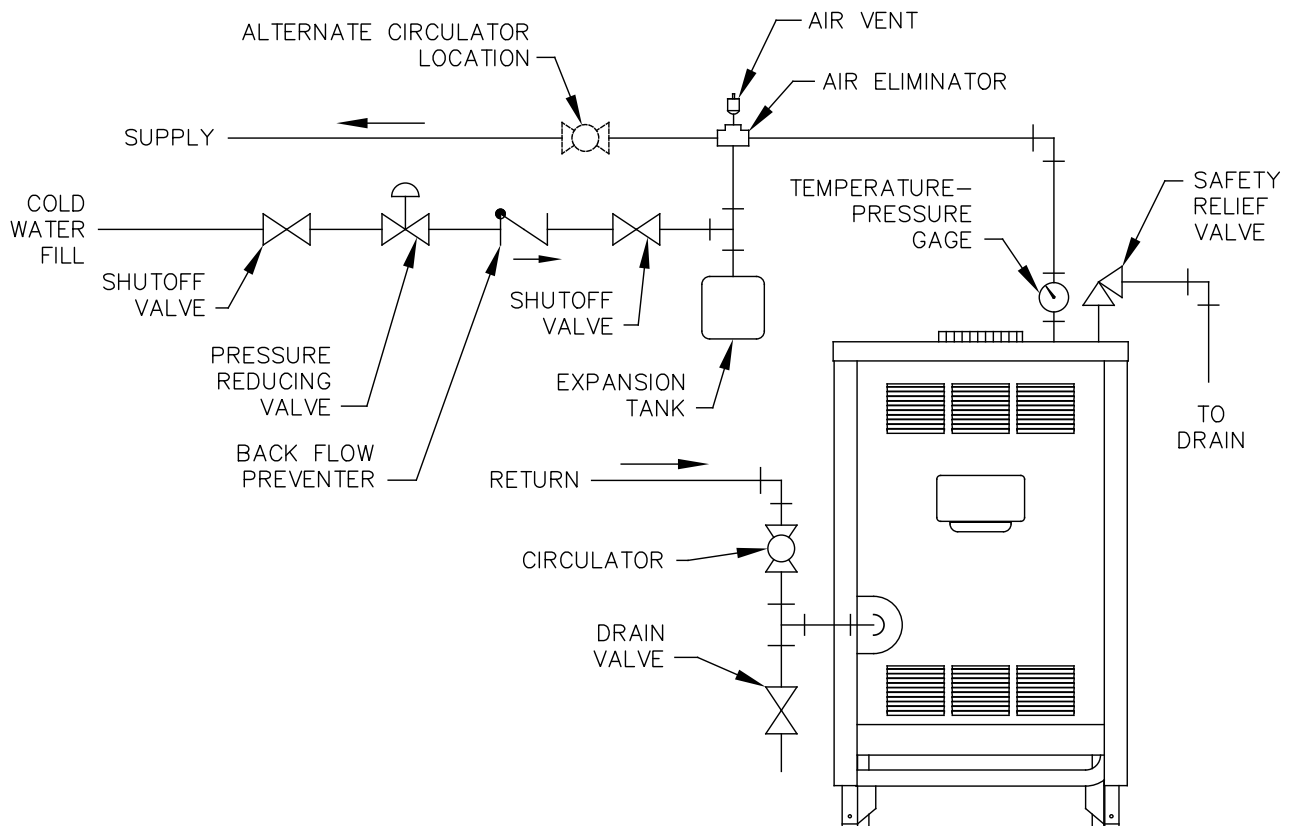 ALTERNATE CIRCULATOR
LOCATION
AIR VENT
AIR ELIMINATOR
SUPPLY
COLD
WATER
FILL
TEMPERATURE-
PRESSURE
GAGE
SAFETY
RELIEF
VALVE
SHUTOFF
VALVE
SHUTOFF
VALVE
PRESSURE
REDUCING
VALVE
EXPANSION
TANK
TO
DRAIN
BACK FLOW
PREVENTER
RETURN
CIRCULATOR
DRAIN
VALVE